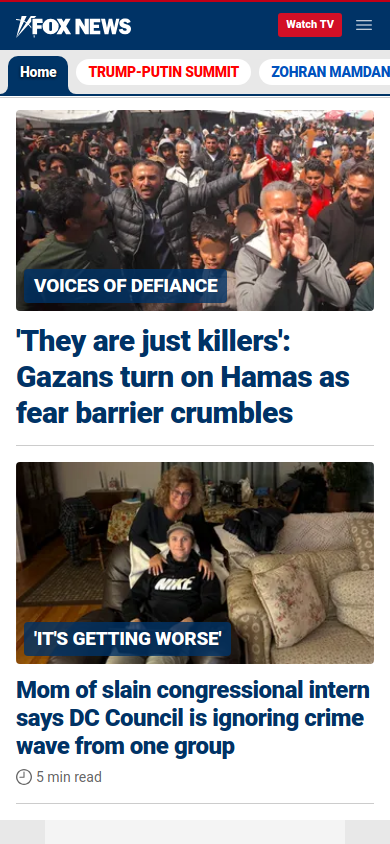 FOX NEWS
Watch TV
Home
TRUMP-PUTIN SUMMIT
ZOHRAN MAMDAN
VOICES OF DEFIANCE
'They are just killers':
Gazans turn on Hamas as
fear barrier crumbles
NIKE
'IT'S GETTING WORSE'
Mom of slain congressional intern
says DC Council is ignoring crime
wave from one group
5 min read